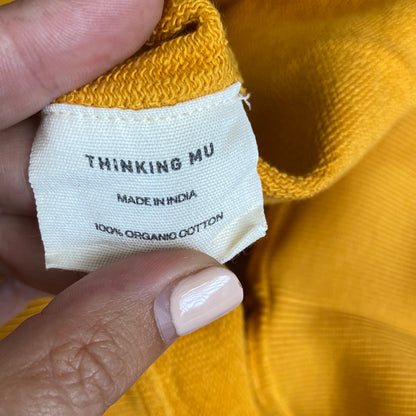 THINKING MU
MADE IN INDIA
100% ORGANIC COTTON